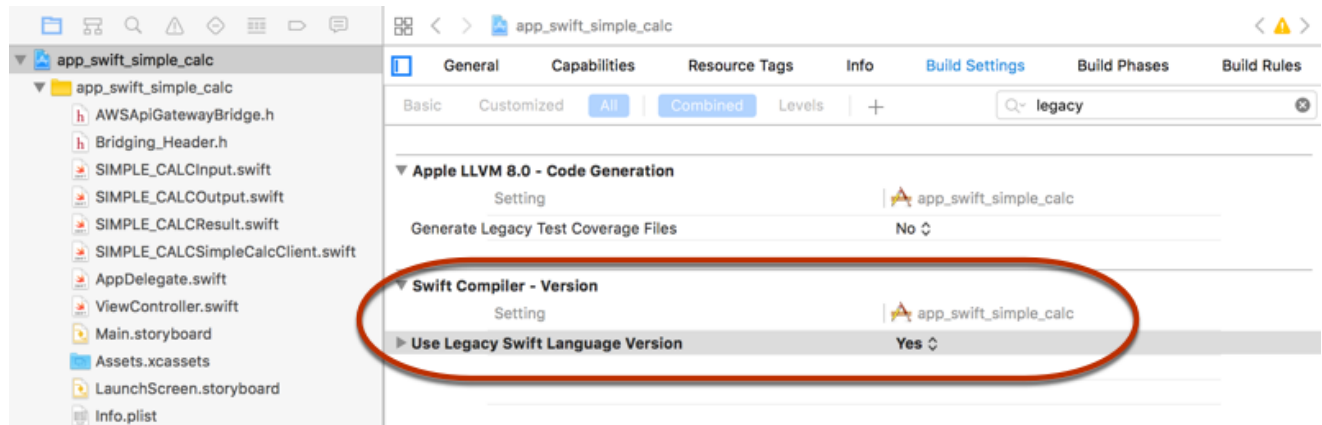 app_swift_simple_calc
General Capabilities Resource Tags Info Build Settings Build Phases Build Rules
Basic Customized All Combined Levels + legacy
app_swift_simple_calc
app_swift_simple_calc
AWSApiGatewayBridge.h
Bridging_Header.h
SIMPLE_CALCInput.swift
SIMPLE_CALCOutput.swift
SIMPLE_CALCResult.swift
SIMPLE_CALCSimpleCalcClient.swift
AppDelegate.swift
ViewController.swift
Main.storyboard
Assets.xcassets
LaunchScreen.storyboard
Info.plist
Apple LLVM 8.0 - Code Generation
Setting app_swift_simple_calc
Generate Legacy Test Coverage Files No
Swift Compiler - Version
Setting app_swift_simple_calc
Use Legacy Swift Language Version Yes